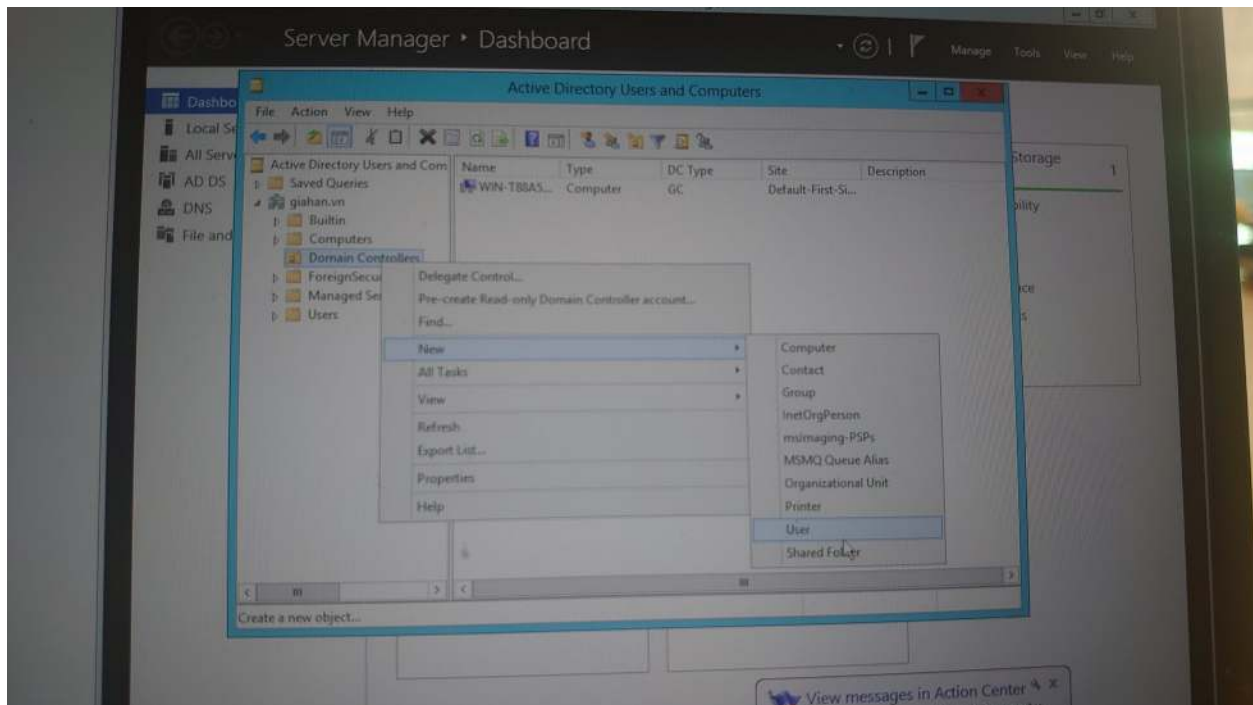 Server Manager ‣ Dashboard
Manage Tools View Help
Active Directory Users and Computers
File Action View Help
Dashbo
Local Se
All Serv
AD DS
DNS
File and
Active Directory Users and Com
Saved Queries
giahan.vn
Builtin
Computers
Domain Controllers
ForeignSecur
Managed Se
Users
Name Type DC Type Site Description
WIN-T88A5... Computer GC Default-First-Si...
Delegate Control...
Pre-create Read-only Domain Controller account...
Find...
New
All Tasks
View
Refresh
Export List...
Properties
Help
Computer
Contact
Group
InetOrgPerson
msImaging-PSPs
MSMQ Queue Alias
Organizational Unit
Printer
User
Shared Folder
Storage 1
bility
ce
s
Create a new object...
View messages in Action Center